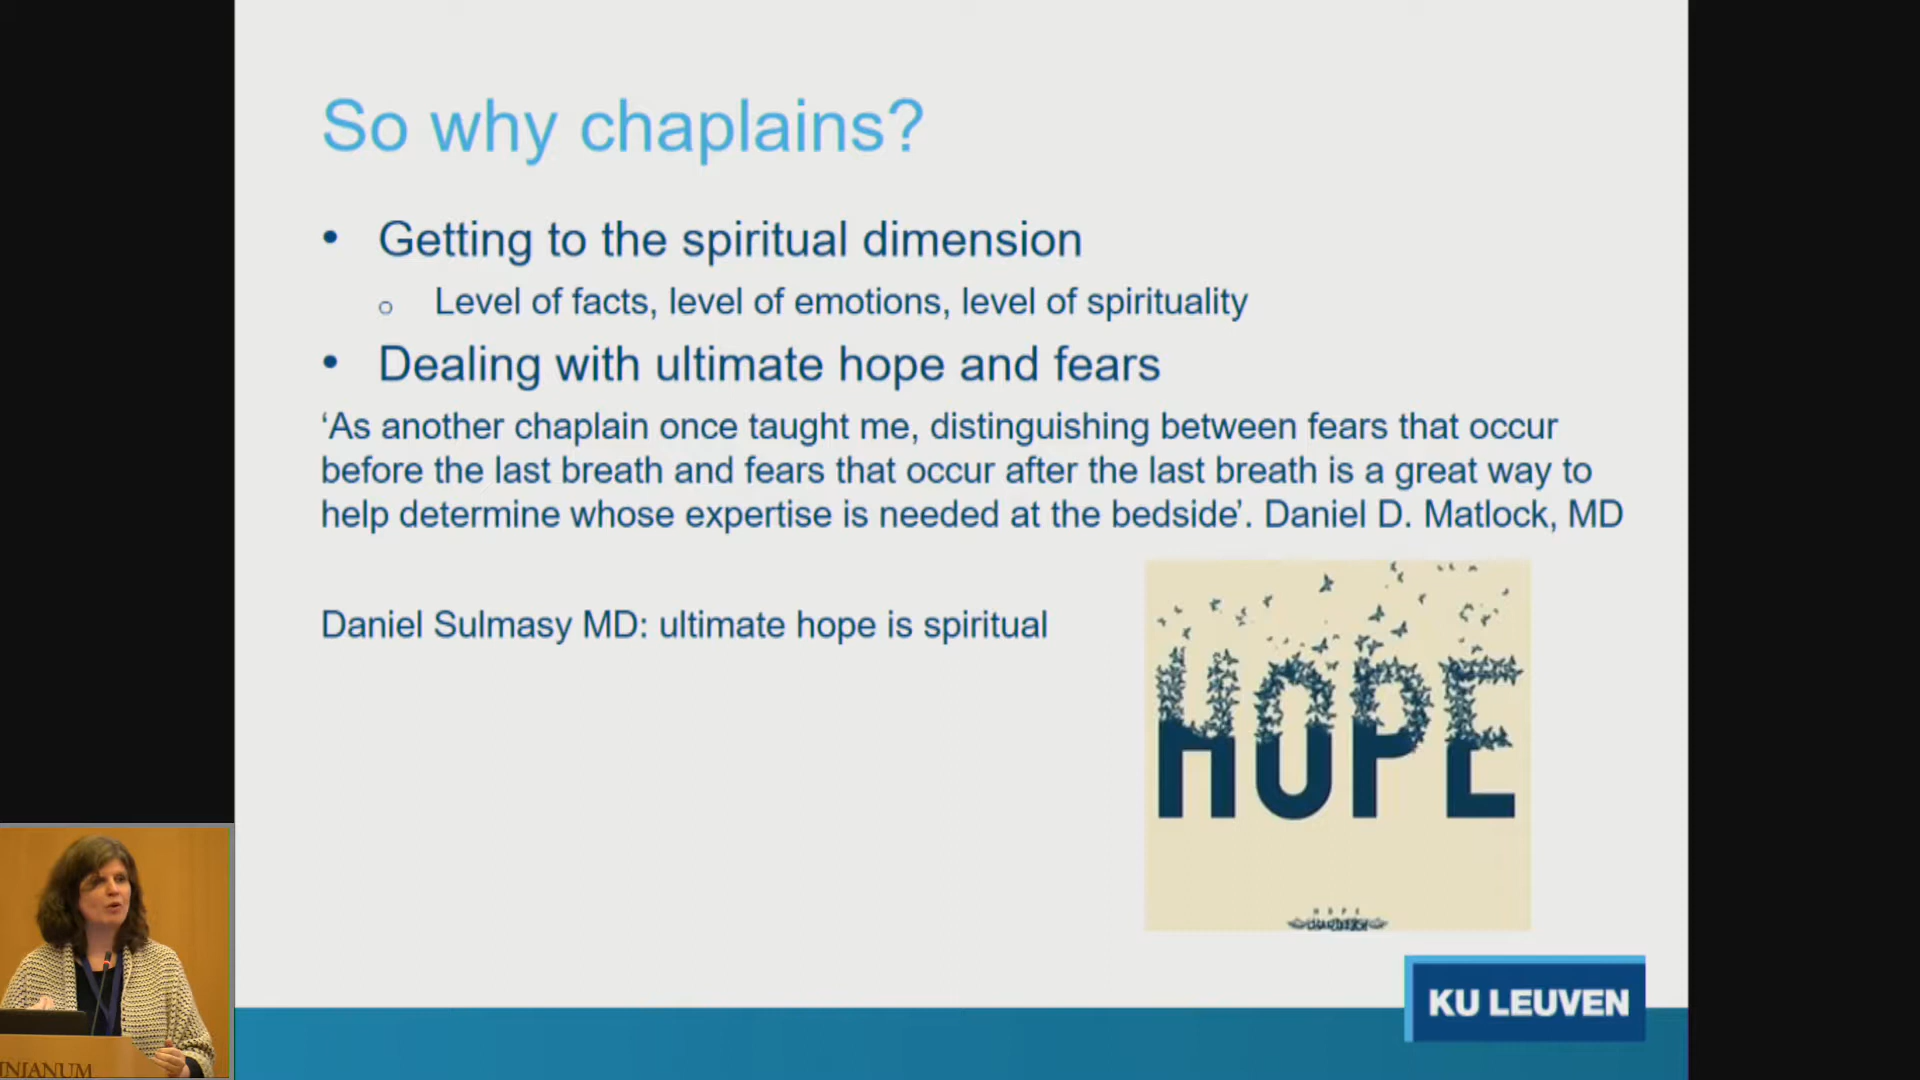 So why chaplains?
• Getting to the spiritual dimension
o Level of facts, level of emotions, level of spirituality
• Dealing with ultimate hope and fears
‘As another chaplain once taught me, distinguishing between fears that occur
before the last breath and fears that occur after the last breath is a great way to
help determine whose expertise is needed at the bedside’. Daniel D. Matlock, MD
Daniel Sulmasy MD: ultimate hope is spiritual
HOPE
HOPE
KU LEUVEN
NIANUM